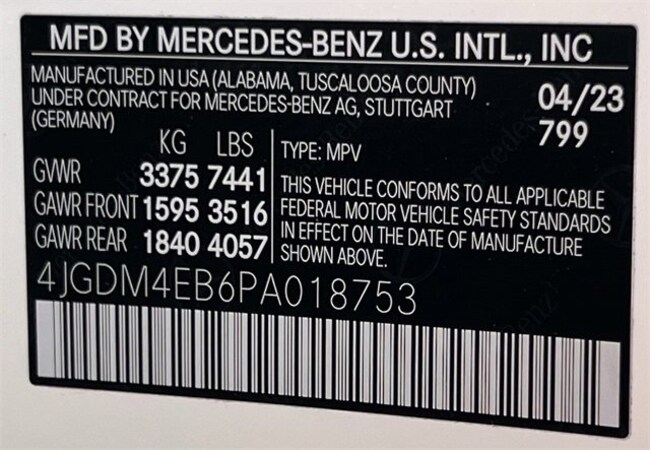 MFD BY MERCEDES-BENZ U.S. INTL., INC
MANUFACTURED IN USA (ALABAMA, TUSCALOOSA COUNTY)
UNDER CONTRACT FOR MERCEDES-BENZ AG, STUTTGART
(GERMANY)
04/23
799
KG LBS
GVWR 3375 7441
GAWR FRONT 1595 3516
GAWR REAR 1840 4057
TYPE: MPV
THIS VEHICLE CONFORMS TO ALL APPLICABLE
FEDERAL MOTOR VEHICLE SAFETY STANDARDS
IN EFFECT ON THE DATE OF MANUFACTURE
SHOWN ABOVE.
4JGDM4EB6PA018753